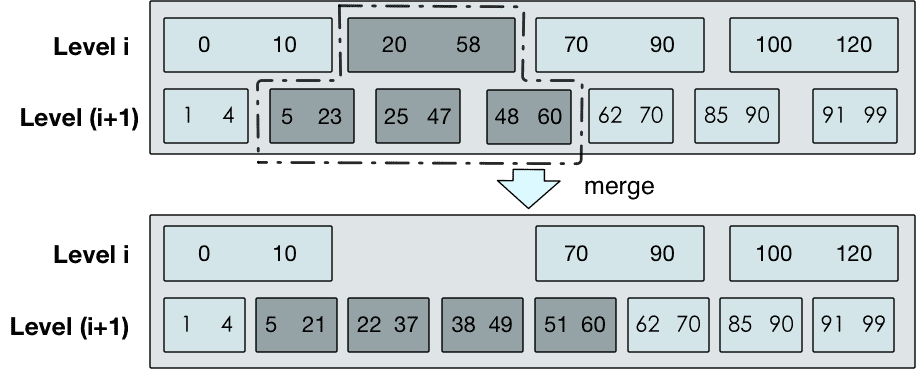 Level i 0 10 20 58 70 90 100 120
Level (i+1) 1 4 5 23 25 47 48 60 62 70 85 90 91 99
merge
Level i 0 10 70 90 100 120
Level (i+1) 1 4 5 21 22 37 38 49 51 60 62 70 85 90 91 99